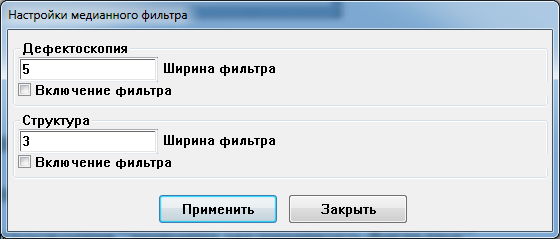 Настройки медианного фильтра
Дефектоскопия
5 Ширина фильтра
Включение фильтра
Структура
3 Ширина фильтра
Включение фильтра
Применить Закрыть